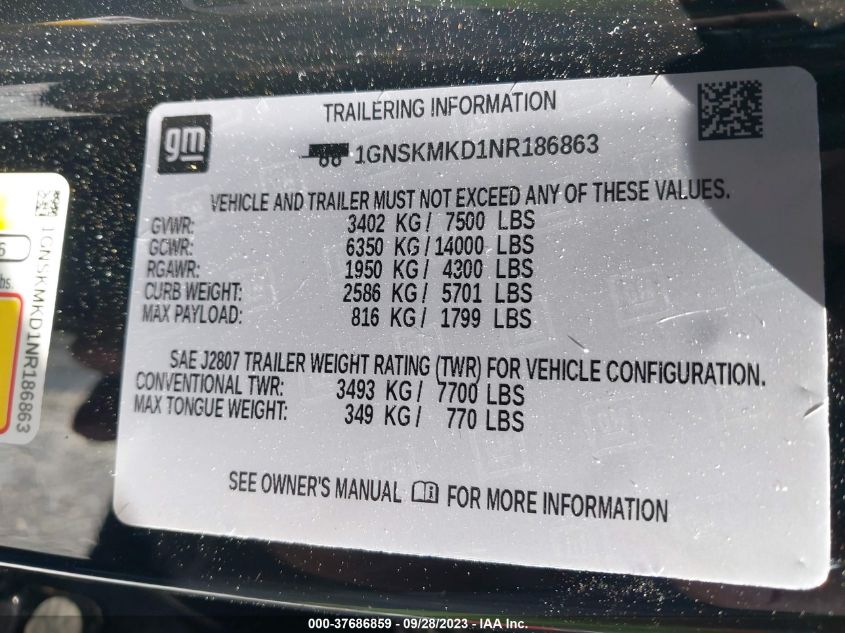 TRAILERING INFORMATION
gm
1GNSKMKD1NR186863
VEHICLE AND TRAILER MUST NOT EXCEED ANY OF THESE VALUES.
GVWR: 3402 KG/ 7500 LBS
GCWR: 6350 KG/14000 LBS
RGAWR: 1950 KG/ 4300 LBS
CURB WEIGHT: 2586 KG/ 5701 LBS
MAX PAYLOAD: 816 KG/ 1799 LBS
SAE J2807 TRAILER WEIGHT RATING (TWR) FOR VEHICLE CONFIGURATION.
CONVENTIONAL TWR: 3493 KG/ 7700 LBS
MAX TONGUE WEIGHT: 349 KG/ 770 LBS
SEE OWNER'S MANUAL FOR MORE INFORMATION
5
bs.
1GNSKMKD1NR186863
000-37686859 - 09/28/2023 - IAA Inc.